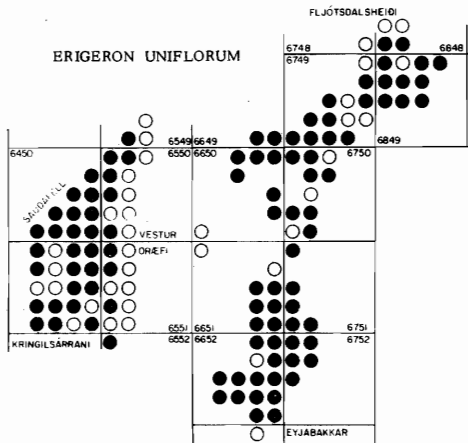 FLJÓTSDALSHEIÐI
ERIGERON UNIFLORUM
6748 6848
6749
6549 6649 6849
6450 6550 6650 6750
SAUÐAFELL
VESTUR
ÖRÆFI
6551 6651 6751
KRINGILSÁRRANI 6552 6652 6752
EYJABAKKAR